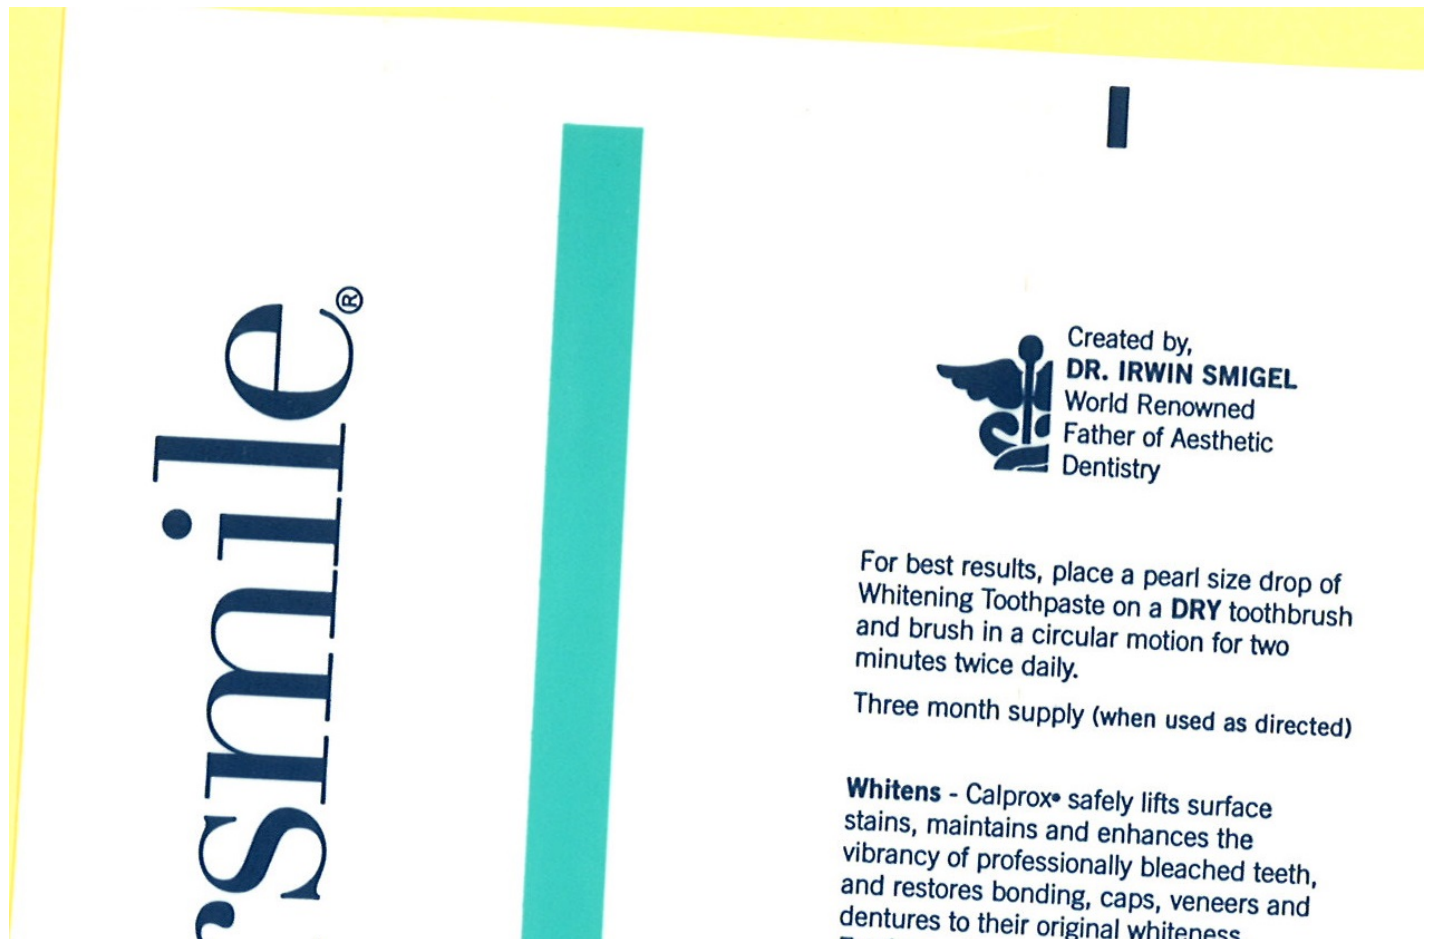 rsmile®
Created by,
DR. IRWIN SMIGEL
World Renowned
Father of Aesthetic
Dentistry
For best results, place a pearl size drop of
Whitening Toothpaste on a DRY toothbrush
and brush in a circular motion for two
minutes twice daily.
Three month supply (when used as directed)
Whitens - Calprox® safely lifts surface
stains, maintains and enhances the
vibrancy of professionally bleached teeth,
and restores bonding, caps, veneers and
dentures to their original whiteness.